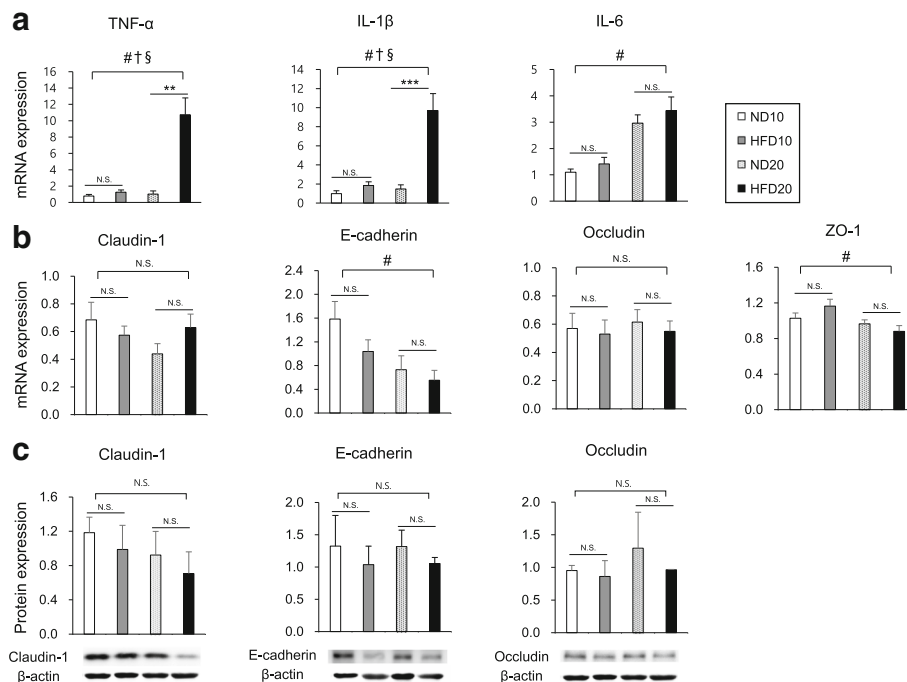 a
TNF-α
IL-1β
IL-6
mRNA expression
16
14
12
10
8
6
4
2
0
# † §
**
N.S.
16
14
12
10
8
6
4
2
0
# † §
***
N.S.
5
4
3
2
1
0
#
N.S.
N.S.
ND10
HFD10
ND20
HFD20
b
Claudin-1
E-cadherin
Occludin
ZO-1
mRNA expression
1.0
0.8
0.6
0.4
0.2
0.0
N.S.
N.S.
N.S.
2.4
2.0
1.6
1.2
0.8
0.4
0.0
#
N.S.
N.S.
1.0
0.8
0.6
0.4
0.2
0.0
N.S.
N.S.
N.S.
1.6
1.2
0.8
0.4
0.0
#
N.S.
N.S.
c
Claudin-1
E-cadherin
Occludin
Protein expression
1.6
1.2
0.8
0.4
0.0
N.S.
N.S.
N.S.
2.0
1.5
1.0
0.5
0.0
N.S.
N.S.
N.S.
2.0
1.5
1.0
0.5
0.0
N.S.
N.S.
N.S.
Claudin-1
β-actin
E-cadherin
β-actin
Occludin
β-actin